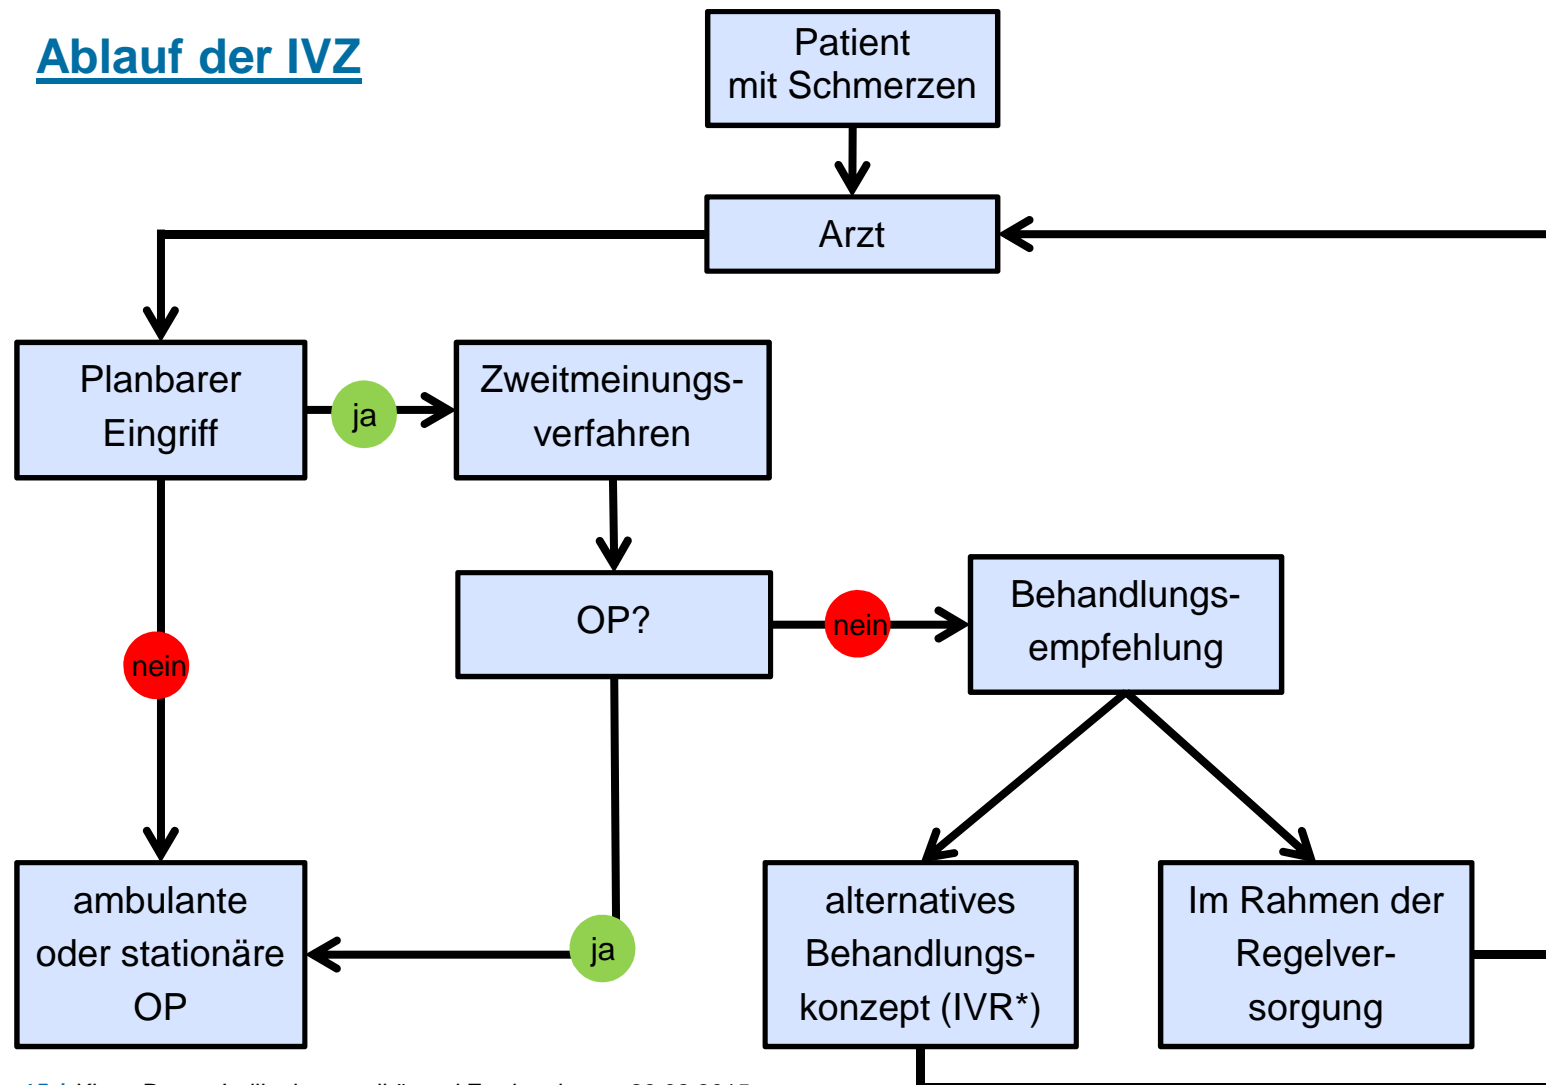 Ablauf der IVZ
Patient
mit Schmerzen
Arzt
Planbarer
Eingriff
ja
Zweitmeinungs-
verfahren
OP?
nein
Behandlungs-
empfehlung
nein
ja
ambulante
oder stationäre
OP
alternatives
Behandlungs-
konzept (IVR*)
Im Rahmen der
Regelver-
sorgung